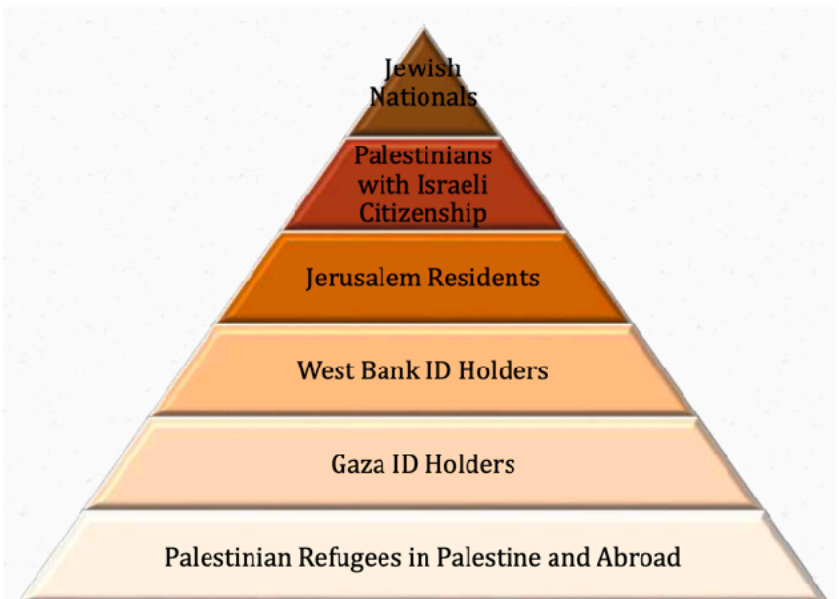 Jewish
Nationals
Palestinians
with Israeli
Citizenship
Jerusalem Residents
West Bank ID Holders
Gaza ID Holders
Palestinian Refugees in Palestine and Abroad